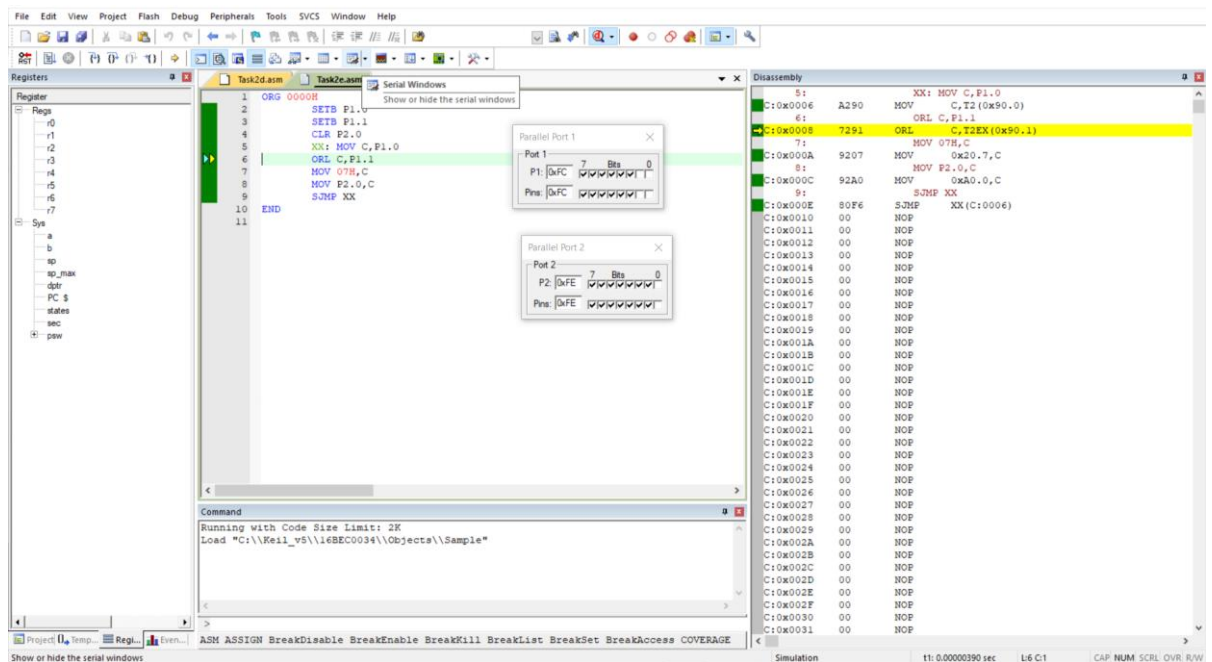 File Edit View Project Flash Debug Peripherals Tools SVCS Window Help
RST
Registers
Register
Regs
r0
r1
r2
r3
r4
r5
r6
r7
Sys
a
b
sp
sp_max
dptr
PC $
states
sec
psw
Project Temp... Regi... Even...
Task2d.asm Task2e.asm
Serial Windows
Show or hide the serial windows
1 ORG 0000H
2 SETB P1.0
3 SETB P1.1
4 CLR P2.0
5 XX: MOV C,P1.0
6 ORL C,P1.1
7 MOV 07H,C
8 MOV P2.0,C
9 SJMP XX
10 END
11
Parallel Port 1
Port 1
7 Bits 0
P1: 0xFC
Pins: 0xFC
Parallel Port 2
Port 2
7 Bits 0
P2: 0xFE
Pins: 0xFE
Command
Running with Code Size Limit: 2K
Load "C:\\Keil_v5\\16BEC0034\\Objects\\Sample"
>
ASM ASSIGN BreakDisable BreakEnable BreakKill BreakList BreakSet BreakAccess COVERAGE
Disassembly
5: XX: MOV C,P1.0
C:0x0006 A290 MOV C,T2(0x90.0)
6: ORL C,P1.1
C:0x0008 7291 ORL C,T2EX(0x90.1)
7: MOV 07H,C
C:0x000A 9207 MOV 0x20.7,C
8: MOV P2.0,C
C:0x000C 92A0 MOV 0xA0.0,C
9: SJMP XX
C:0x000E 80F6 SJMP XX(C:0006)
C:0x0010 00 NOP
C:0x0011 00 NOP
C:0x0012 00 NOP
C:0x0013 00 NOP
C:0x0014 00 NOP
C:0x0015 00 NOP
C:0x0016 00 NOP
C:0x0017 00 NOP
C:0x0018 00 NOP
C:0x0019 00 NOP
C:0x001A 00 NOP
C:0x001B 00 NOP
C:0x001C 00 NOP
C:0x001D 00 NOP
C:0x001E 00 NOP
C:0x001F 00 NOP
C:0x0020 00 NOP
C:0x0021 00 NOP
C:0x0022 00 NOP
C:0x0023 00 NOP
C:0x0024 00 NOP
C:0x0025 00 NOP
C:0x0026 00 NOP
C:0x0027 00 NOP
C:0x0028 00 NOP
C:0x0029 00 NOP
C:0x002A 00 NOP
C:0x002B 00 NOP
C:0x002C 00 NOP
C:0x002D 00 NOP
C:0x002E 00 NOP
C:0x002F 00 NOP
C:0x0030 00 NOP
C:0x0031 00 NOP
Show or hide the serial windows Simulation t1: 0.00000390 sec L:6 C:1 CAP NUM SCRL OVR R/W